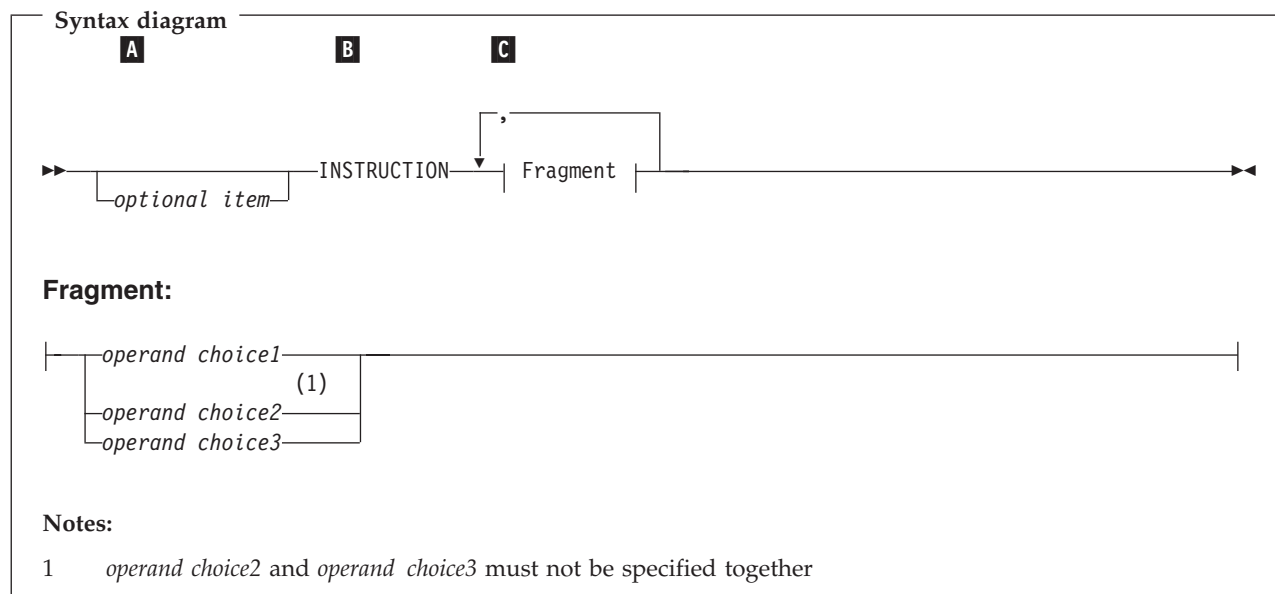 Syntax diagram
A B C
,
INSTRUCTION Fragment
optional item
Fragment:
operand choice1
(1)
operand choice2
operand choice3
Notes:
1 operand choice2 and operand choice3 must not be specified together